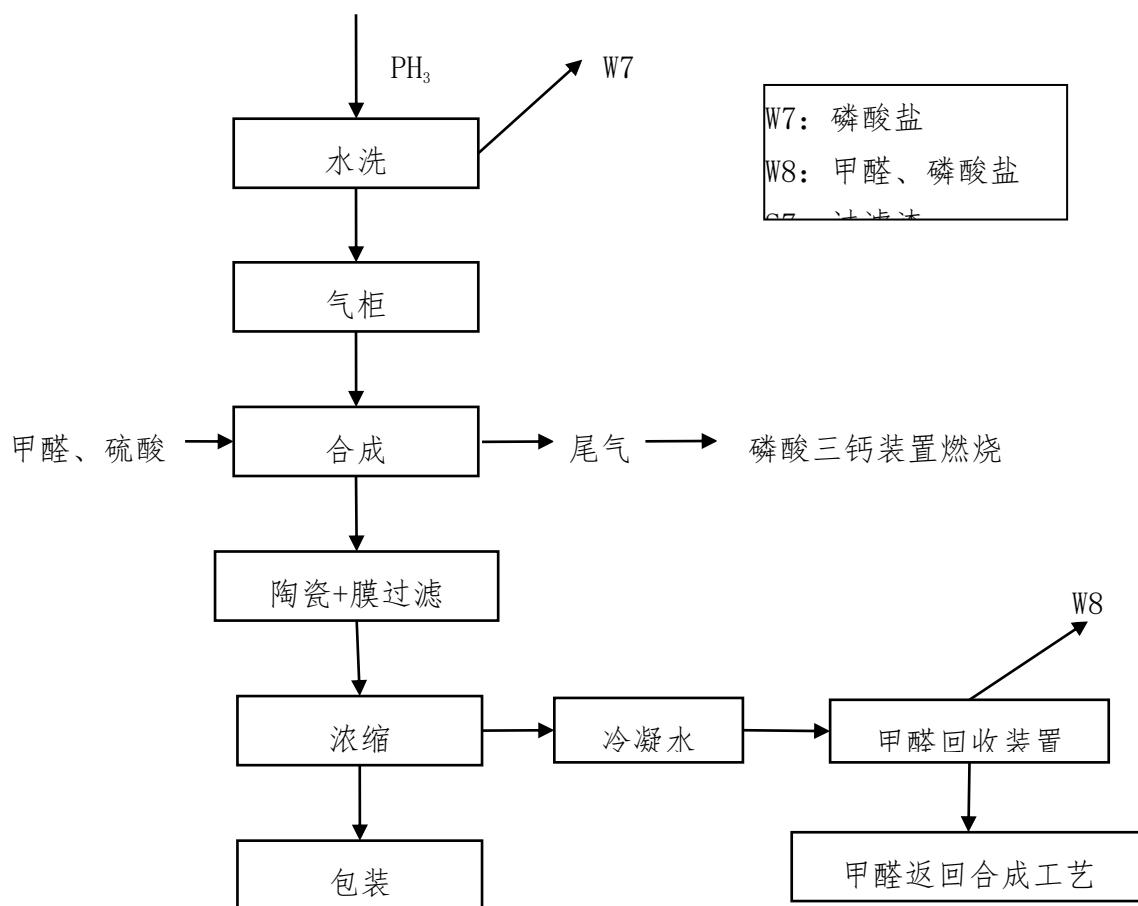 PH₃
W7
W7: 磷酸盐
水洗
W8: 甲醛、磷酸盐
气柜
甲醛、硫酸
合成
尾气
磷酸三钙装置燃烧
陶瓷+膜过滤
W8
浓缩
冷凝水
甲醛回收装置
包装
甲醛返回合成工艺